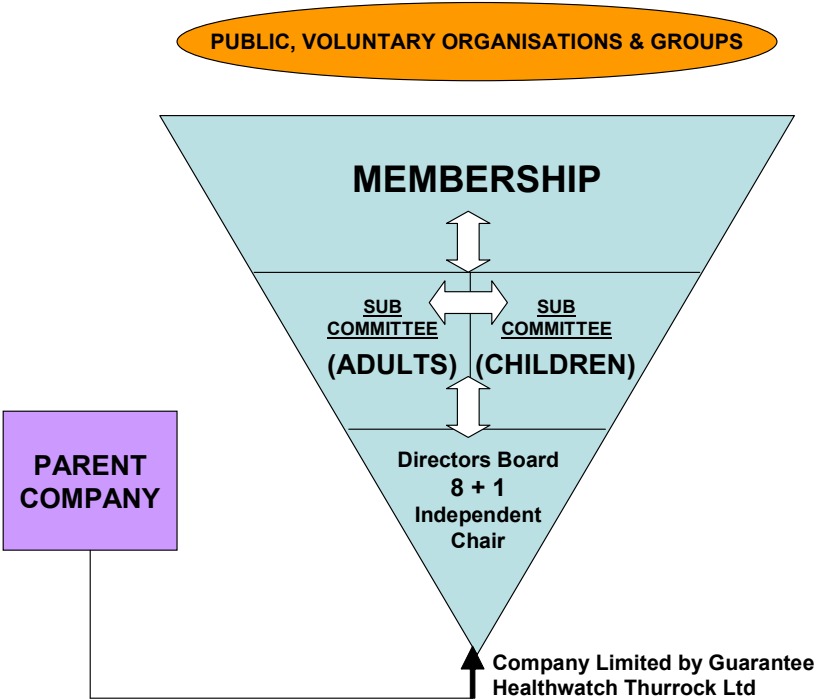 PUBLIC, VOLUNTARY ORGANISATIONS & GROUPS
MEMBERSHIP
SUB
COMMITTEE
(ADULTS)
SUB
COMMITTEE
(CHILDREN)
PARENT
COMPANY
Directors Board
8 + 1
Independent
Chair
Company Limited by Guarantee
Healthwatch Thurrock Ltd